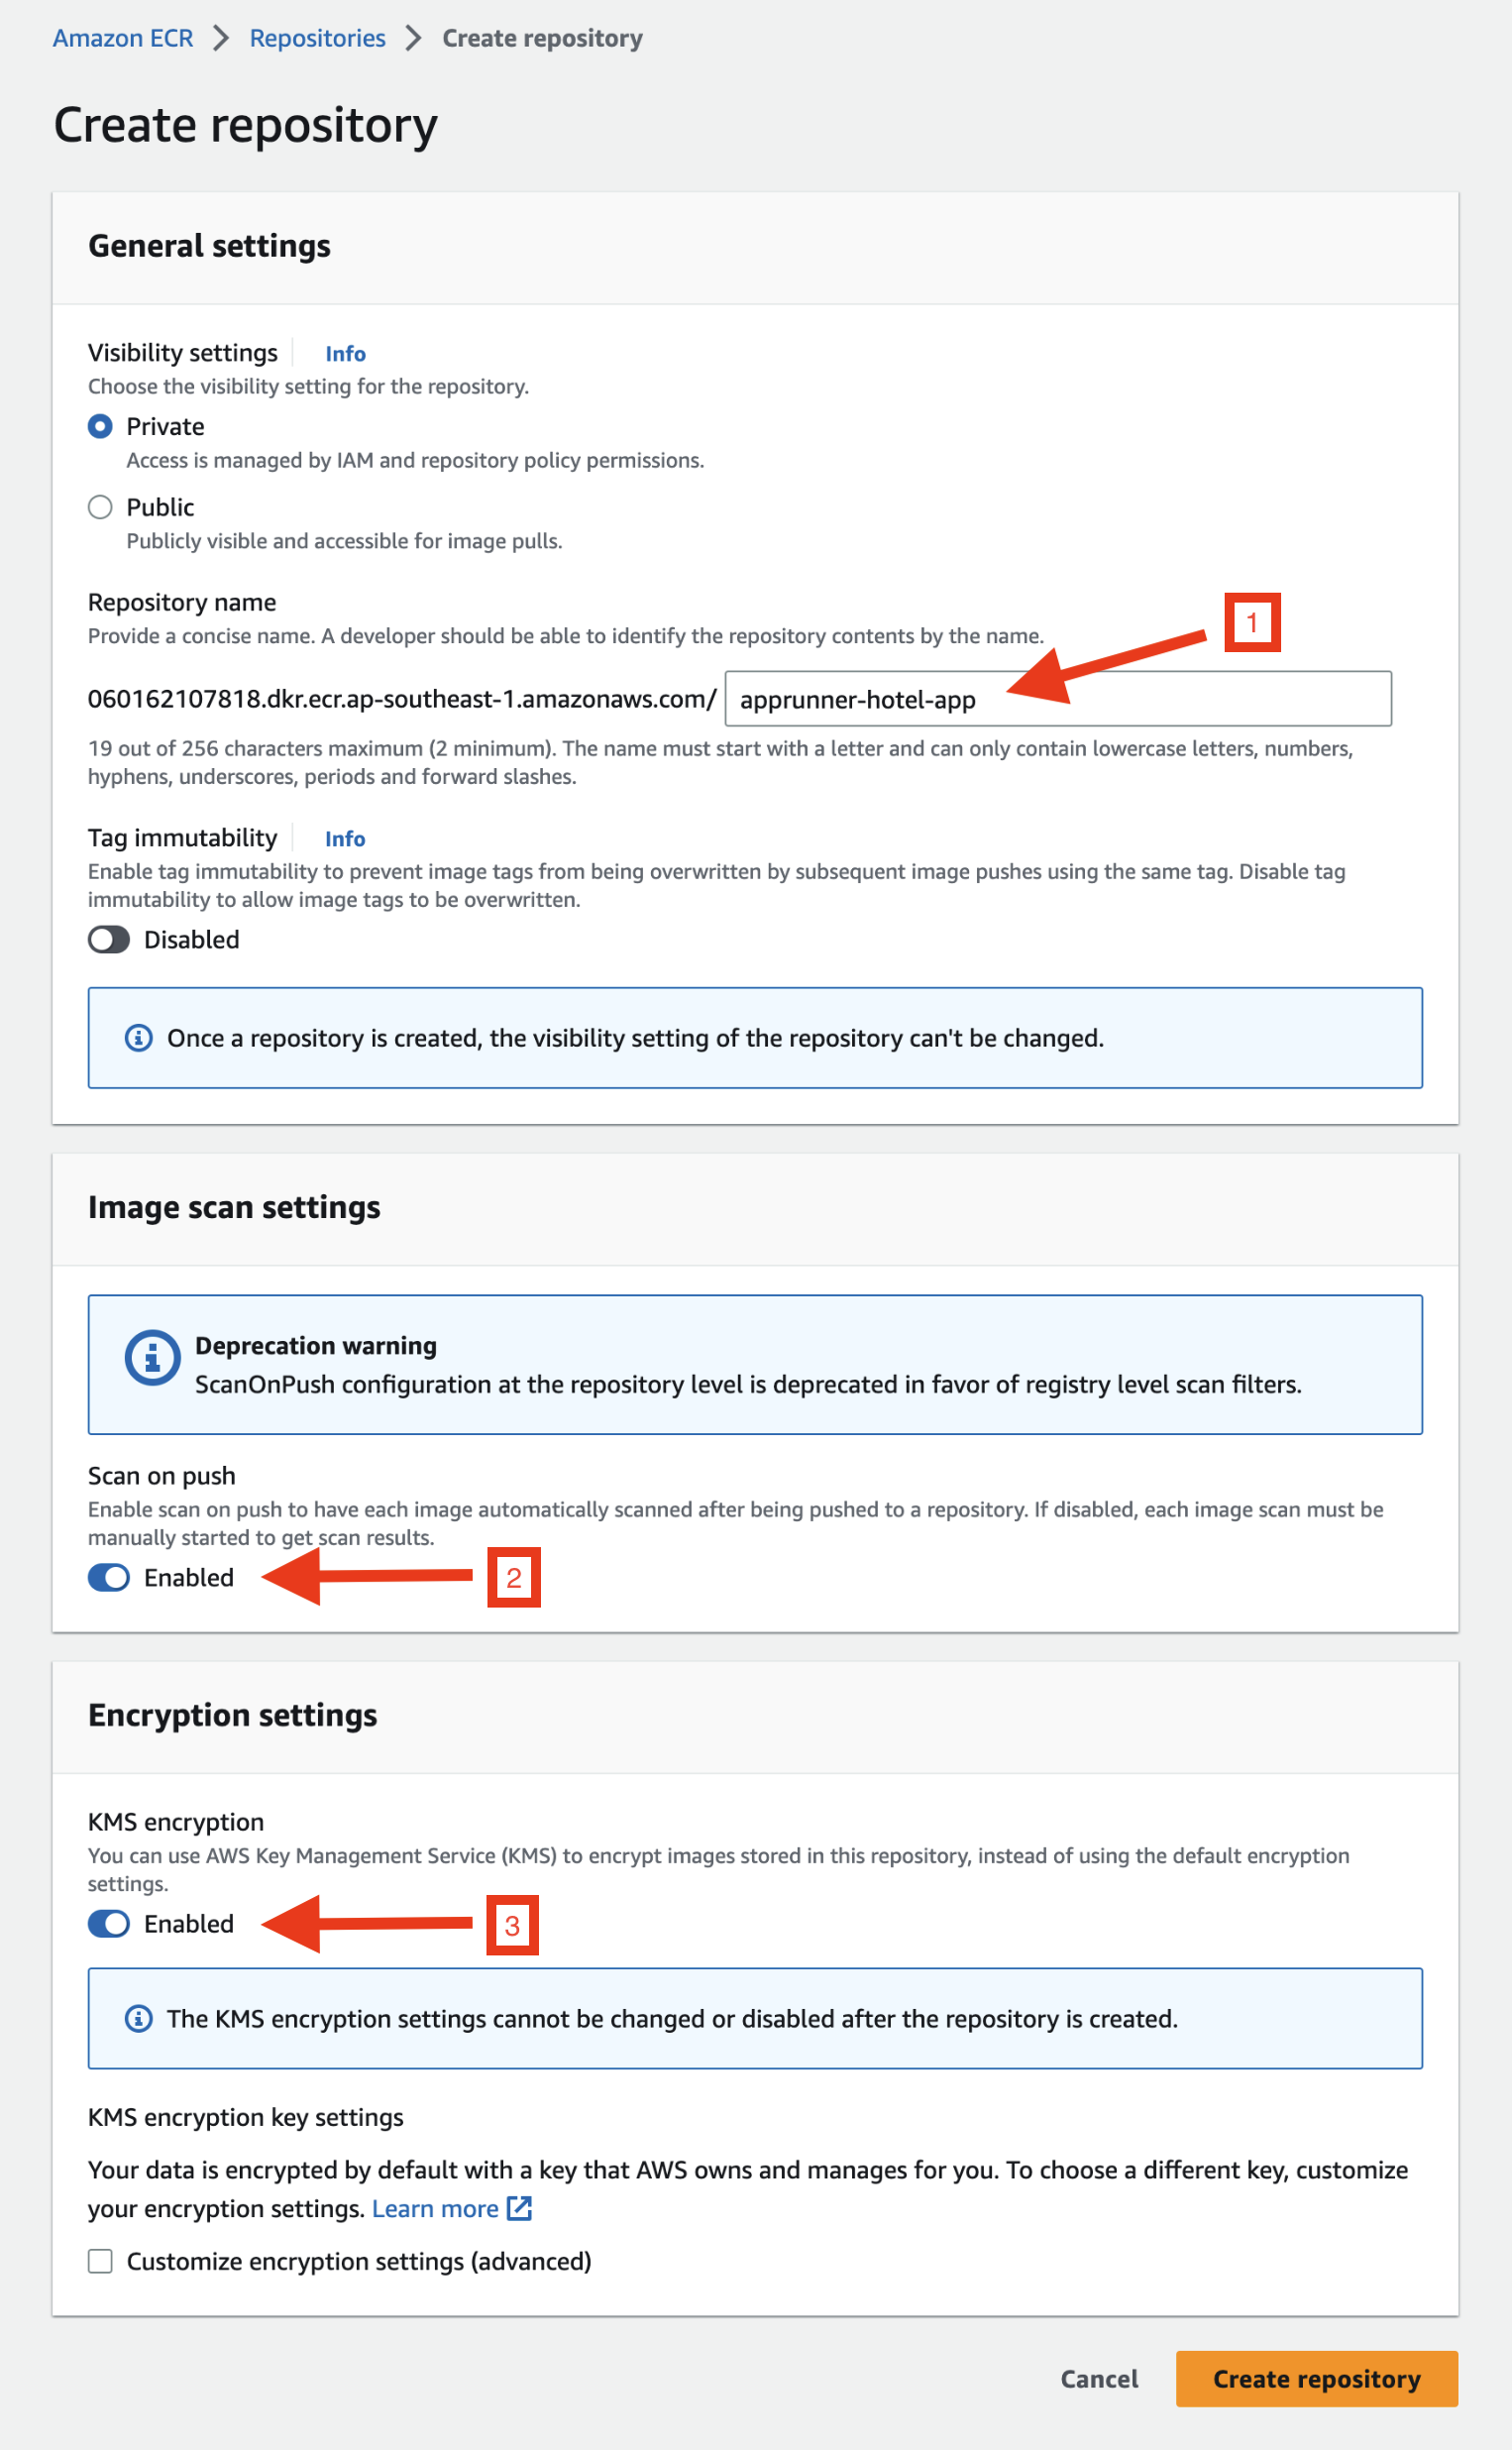 Amazon ECR > Repositories > Create repository
Create repository
General settings
Visibility settings Info
Choose the visibility setting for the repository.
Private
Access is managed by IAM and repository policy permissions.
Public
Publicly visible and accessible for image pulls.
Repository name
Provide a concise name. A developer should be able to identify the repository contents by the name.
1
060162107818.dkr.ecr.ap-southeast-1.amazonaws.com/ apprunner-hotel-app
19 out of 256 characters maximum (2 minimum). The name must start with a letter and can only contain lowercase letters, numbers,
hyphens, underscores, periods and forward slashes.
Tag immutability Info
Enable tag immutability to prevent image tags from being overwritten by subsequent image pushes using the same tag. Disable tag
immutability to allow image tags to be overwritten.
Disabled
Once a repository is created, the visibility setting of the repository can't be changed.
Image scan settings
Deprecation warning
ScanOnPush configuration at the repository level is deprecated in favor of registry level scan filters.
Scan on push
Enable scan on push to have each image automatically scanned after being pushed to a repository. If disabled, each image scan must be
manually started to get scan results.
Enabled 2
Encryption settings
KMS encryption
You can use AWS Key Management Service (KMS) to encrypt images stored in this repository, instead of using the default encryption
settings.
Enabled 3
The KMS encryption settings cannot be changed or disabled after the repository is created.
KMS encryption key settings
Your data is encrypted by default with a key that AWS owns and manages for you. To choose a different key, customize
your encryption settings. Learn more
Customize encryption settings (advanced)
Cancel Create repository